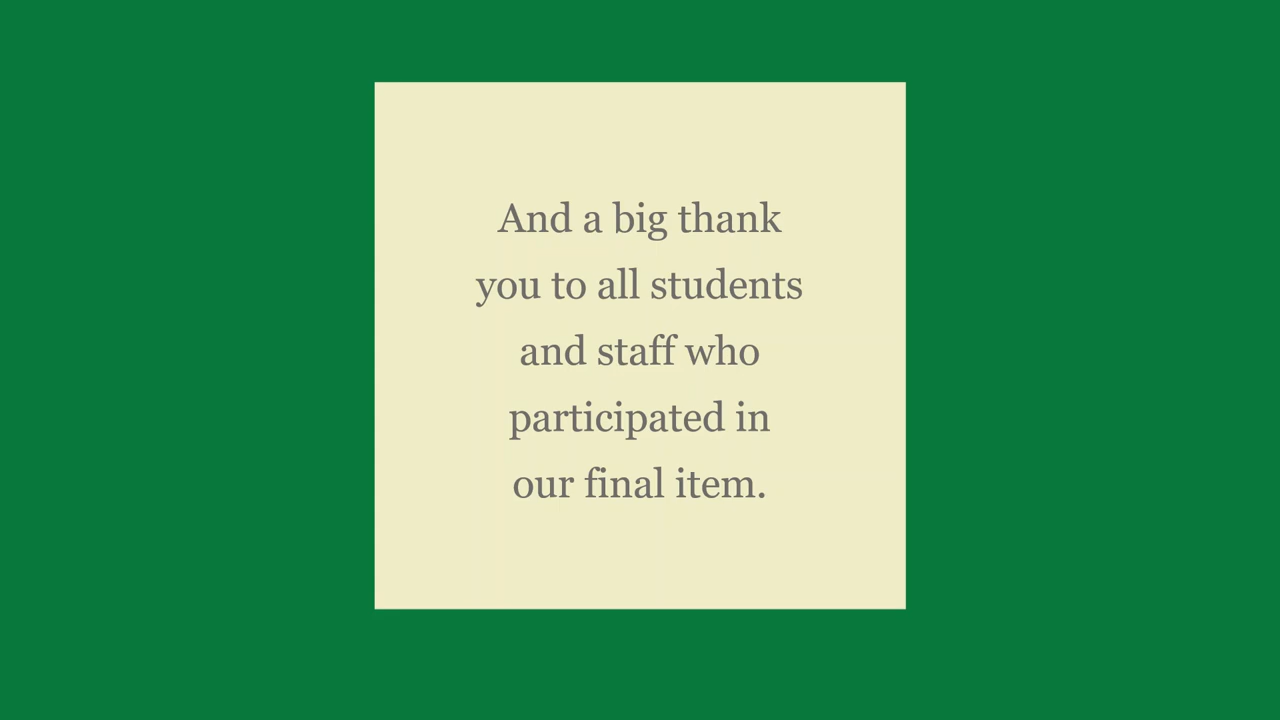 And a big thank
you to all students
and staff who
participated in
our final item.